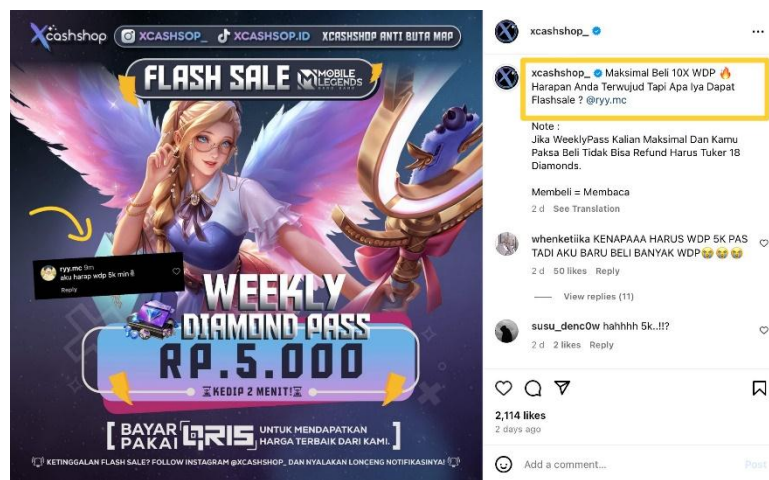 Xcashshop
XCASHSOP_
XCASHSOP.ID
XCASHSHOP ANTI BUTA MAP
FLASH SALE MOBILE LEGENDS BANG BANG
ryy.mc 9m
aku harap wdp 5k min
Reply
WEEKLY
DIAMOND PASS
RP.5.000
KEDIP 2 MENIT!
BAYAR PAKAI QRIS UNTUK MENDAPATKAN
HARGA TERBAIK DARI KAMI.
KETINGGALAN FLASH SALE? FOLLOW INSTAGRAM @XCASHSHOP_ DAN NYALAKAN LONCENG NOTIFIKASINYA!
xcashshop_
xcashshop_ Maksimal Beli 10X WDP 🔥
Harapan Anda Terwujud Tapi Apa Iya Dapat
Flashsale ? @ryy.mc
Note :
Jika WeeklyPass Kalian Maksimal Dan Kamu
Paksa Beli Tidak Bisa Refund Harus Tuker 18
Diamonds.
Membeli = Membaca
2 d See Translation
whenketiika KENAPAAA HARUS WDP 5K PAS
TADI AKU BARU BELI BANYAK WDP😭😭😭
2 d 50 likes Reply
View replies (11)
susu_denc0w hahhhh 5k..!!?
2 d 2 likes Reply
2,114 likes
2 days ago
Add a comment...
Post